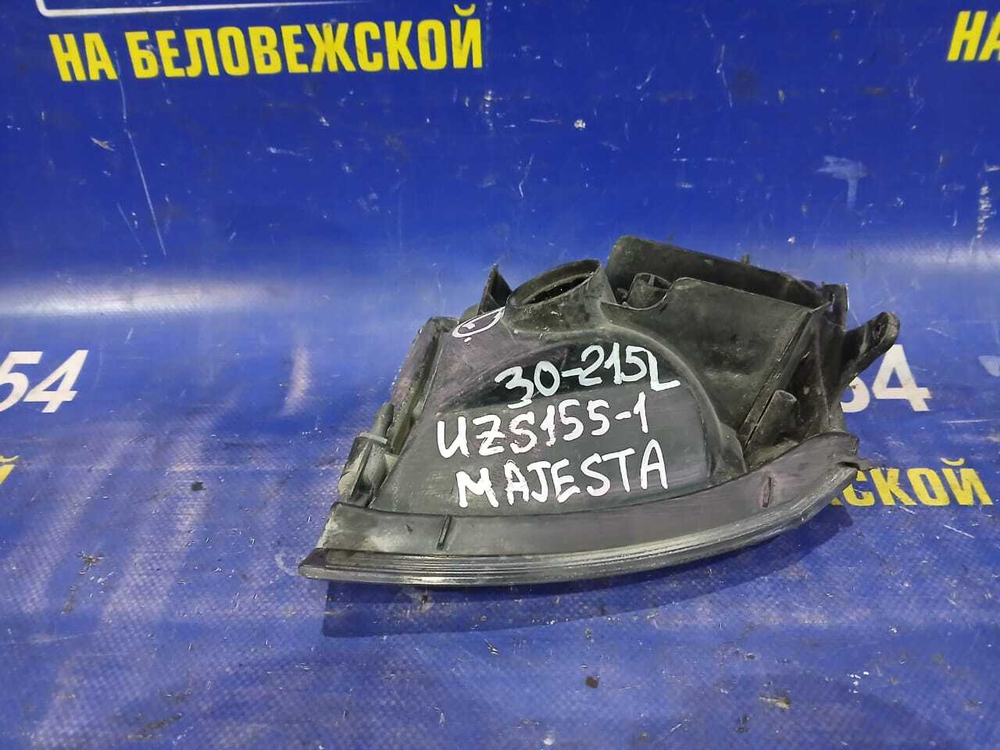 НА БЕЛОВЕЖСКОЙ
НА
54
54
СКОЙ
30-215L
UZS155-1
MAJESTA